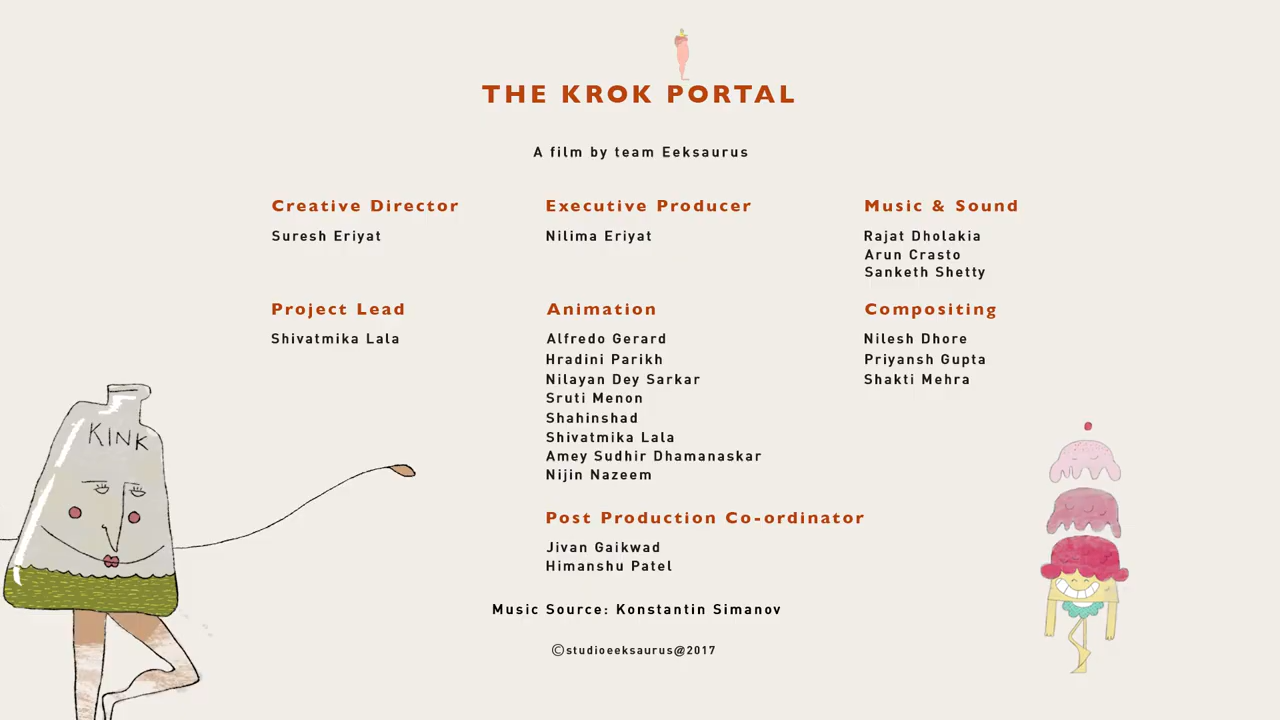 THE KROK PORTAL
A film by team Eeksaurus
Creative Director
Suresh Eriyat
Executive Producer
Nilima Eriyat
Music & Sound
Rajat Dholakia
Arun Crasto
Sanketh Shetty
Project Lead
Shivatmika Lala
Animation
Alfredo Gerard
Hradini Parikh
Nilayan Dey Sarkar
Sruti Menon
Shahinshad
Shivatmika Lala
Amey Sudhir Dhamanaskar
Nijin Nazeem
Compositing
Nilesh Dhore
Priyansh Gupta
Shakti Mehra
KINK
Post Production Co-ordinator
Jivan Gaikwad
Himanshu Patel
Music Source: Konstantin Simanov
©studioeeksaurus@2017